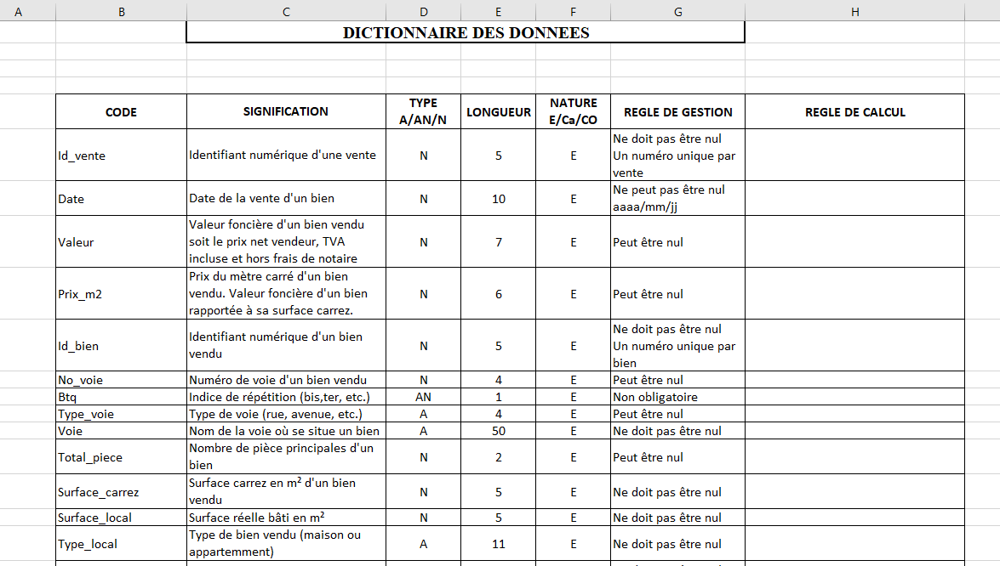 A B C D E F G H
DICTIONNAIRE DES DONNEES
CODE SIGNIFICATION TYPE A/AN/N LONGUEUR NATURE E/Ca/CO REGLE DE GESTION REGLE DE CALCUL
Id_vente Identifiant numérique d'une vente N 5 E Ne doit pas être nul
Un numéro unique par
vente
Date Date de la vente d'un bien N 10 E Ne peut pas être nul
aaaa/mm/jj
Valeur Valeur foncière d'un bien vendu
soit le prix net vendeur, TVA
incluse et hors frais de notaire N 7 E Peut être nul
Prix_m2 Prix du mètre carré d'un bien
vendu. Valeur foncière d'un bien
rapportée à sa surface carrez. N 6 E Peut être nul
Id_bien Identifiant numérique d'un bien
vendu N 5 E Ne doit pas être nul
Un numéro unique par
bien
No_voie Numéro de voie d'un bien vendu N 4 E Peut être nul
Btq Indice de répétition (bis,ter, etc.) AN 1 E Non obligatoire
Type_voie Type de voie (rue, avenue, etc.) A 4 E Peut être nul
Voie Nom de la voie où se situe un bien A 50 E Ne doit pas être nul
Total_piece Nombre de pièce principales d'un
bien N 2 E Peut être nul
Surface_carrez Surface carrez en m² d'un bien
vendu N 5 E Ne doit pas être nul
Surface_local Surface réelle bâti en m² N 5 E Ne doit pas être nul
Type_local Type de bien vendu (maison ou
appartemment) A 11 E Ne doit pas être nul